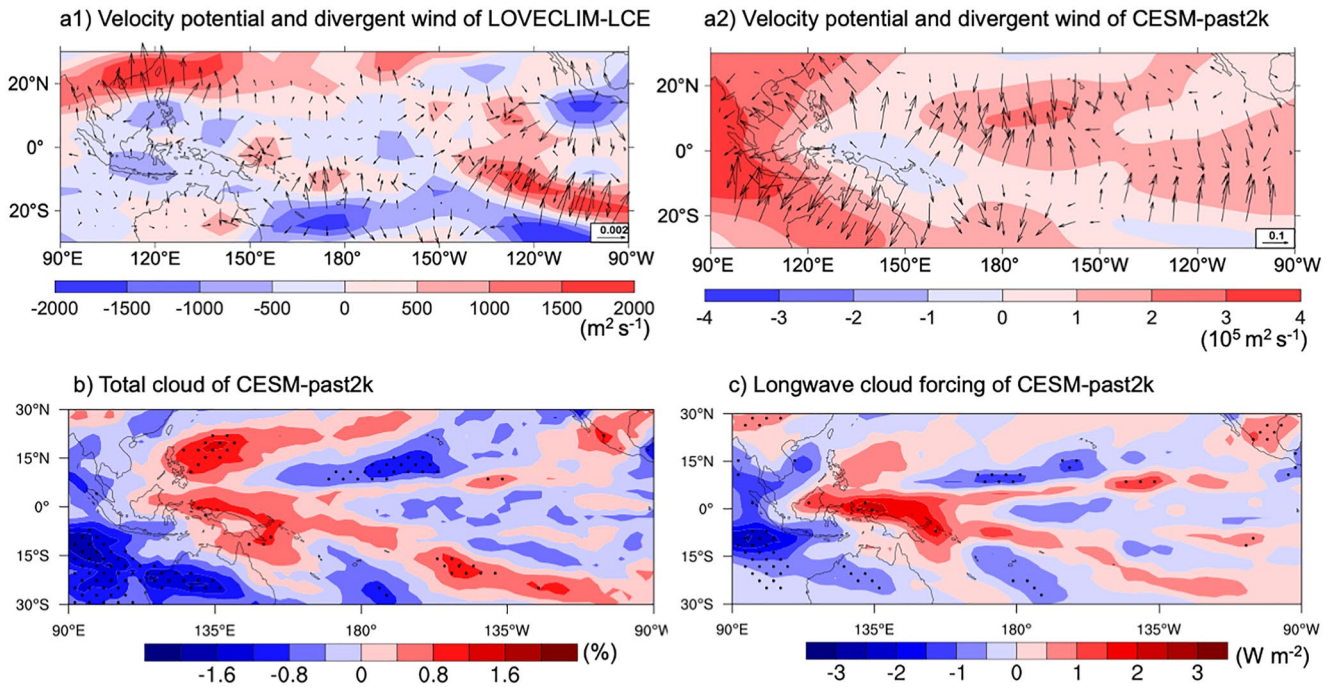 a1) Velocity potential and divergent wind of LOVECLIM-LCE
20°N
0°
20°S
0.002
90°E 120°E 150°E 180° 150°W 120°W 90°W
-2000 -1500 -1000 -500 0 500 1000 1500 2000
(m² s⁻¹)
a2) Velocity potential and divergent wind of CESM-past2k
20°N
0°
20°S
0.1
90°E 120°E 150°E 180° 150°W 120°W 90°W
-4 -3 -2 -1 0 1 2 3 4
(10⁵ m² s⁻¹)
b) Total cloud of CESM-past2k
30°N
15°N
0°
15°S
30°S
90°E 135°E 180° 135°W 90°W
-1.6 -0.8 0 0.8 1.6
(%)
c) Longwave cloud forcing of CESM-past2k
30°N
15°N
0°
15°S
30°S
90°E 135°E 180° 135°W 90°W
-3 -2 -1 0 1 2 3
(W m⁻²)